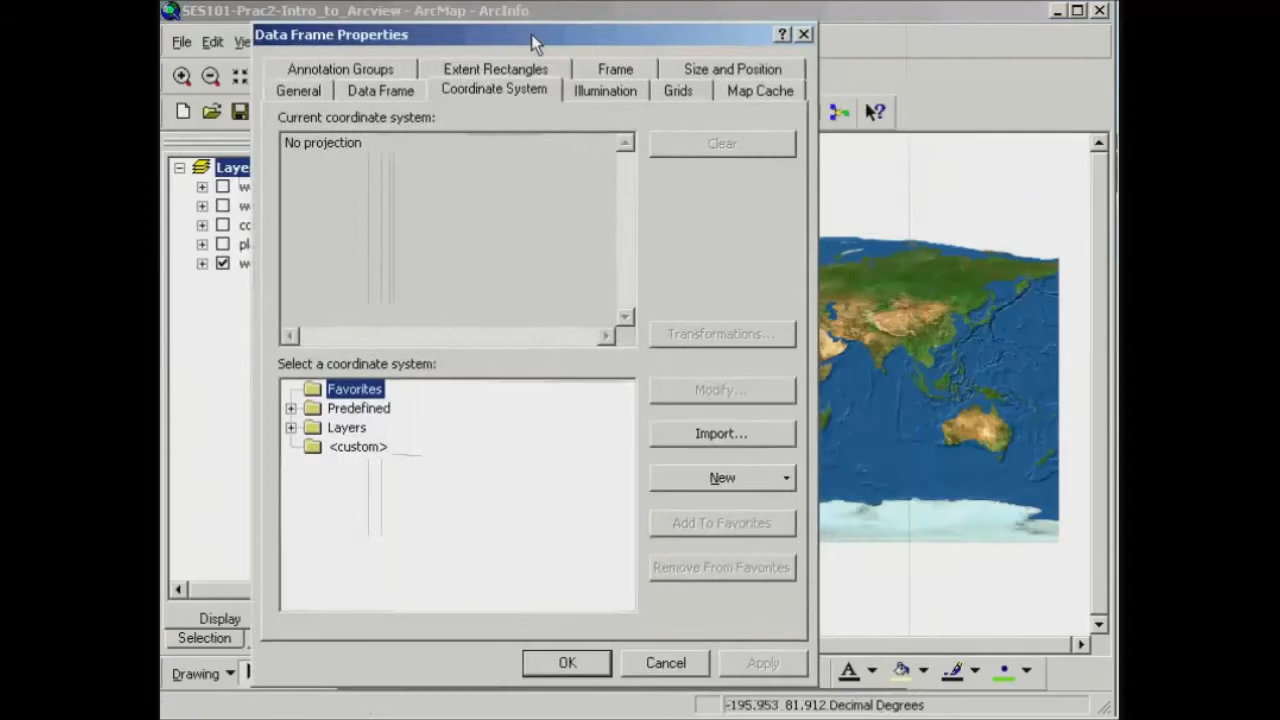 SES101-Prac2-Intro_to_Arcview - ArcMap - ArcInfo
Data Frame Properties
File Edit
Annotation Groups Extent Rectangles Frame Size and Position
General Data Frame Coordinate System Illumination Grids Map Cache
Current coordinate system:
No projection
Clear
Transformations...
Select a coordinate system:
Favorites
Predefined
Layers
<custom>
Modify...
Import...
New
Add To Favorites
Remove From Favorites
Display
Selection
OK Cancel Apply
Drawing
-195.953 81.912 Decimal Degrees